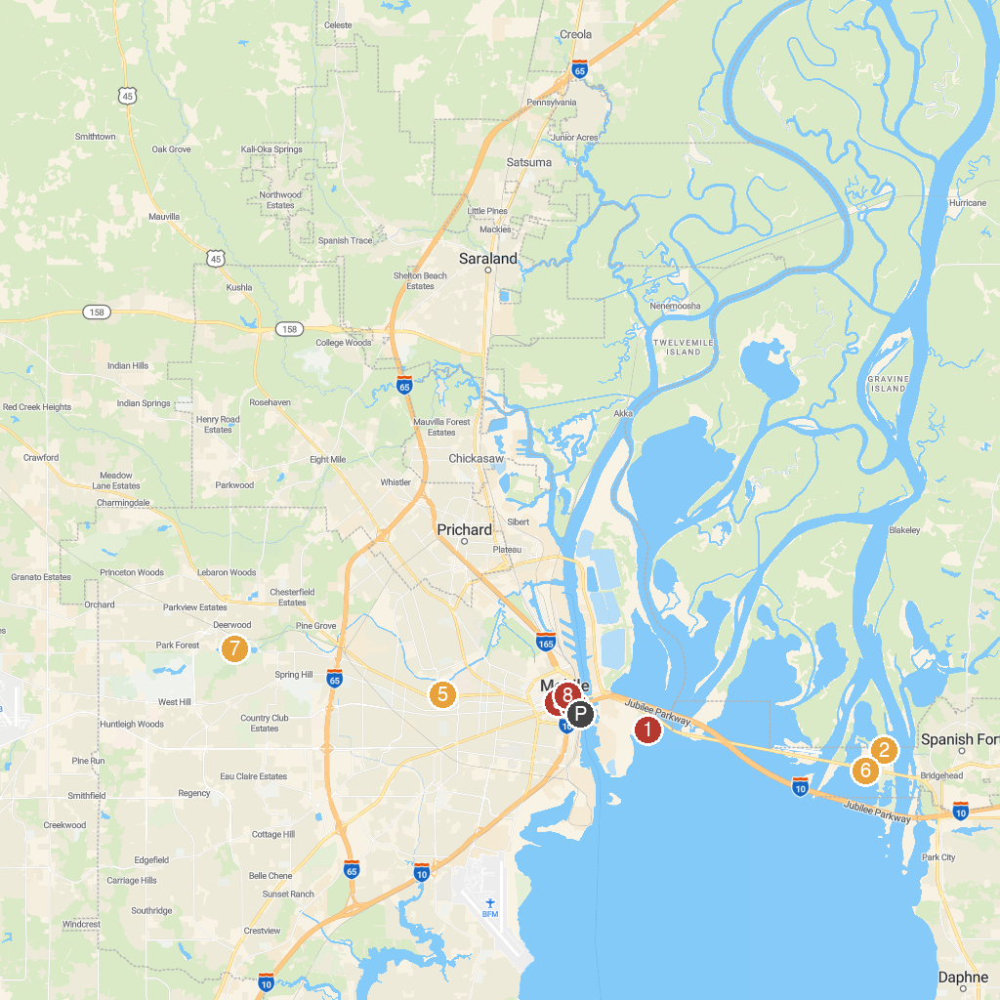 Celeste
Creola
65
45
Pennsylvania
Smithtown
Junior Acres
Oak Grove
Kali-Oka Springs
Satsuma
Northwood
Estates
Hurricane
Little Pines
Mauvilla
Mackies
Spanish Trace
45
Saraland
Shelton Beach
Estates
Kushla
Nenemoosha
158
158
College Woods
TWELVEMILE
ISLAND
Indian Hills
65
GRAVINE
ISLAND
Red Creek Heights
Indian Springs
Rosehaven
Akka
Henry Road
Estates
Mauvilla Forest
Estates
Crawford
Eight Mile
Chickasaw
Meadow
Lane Estates
Parkwood
Whistler
Charmingdale
Sibert
Prichard
Blakeley
Plateau
Granato Estates
Princeton Woods
Lebaron Woods
Chesterfield
Estates
Orchard
Parkview Estates
Deerwood
Pine Grove
Park Forest
7
165
Spring Hill
65
5
8
P
West Hill
Country Club
Estates
Huntleigh Woods
10
Jubilee Parkway
1
Spanish Fort
2
6
Pine Run
Bridgehead
Eau Claire Estates
10
Smithfield
Regency
Jubilee Parkway
10
Creekwood
Cottage Hill
Park City
Edgefield
65
10
Carriage Hills
Belle Chene
Sunset Ranch
Southridge
BFM
Windcrest
Crestview
10
Daphne